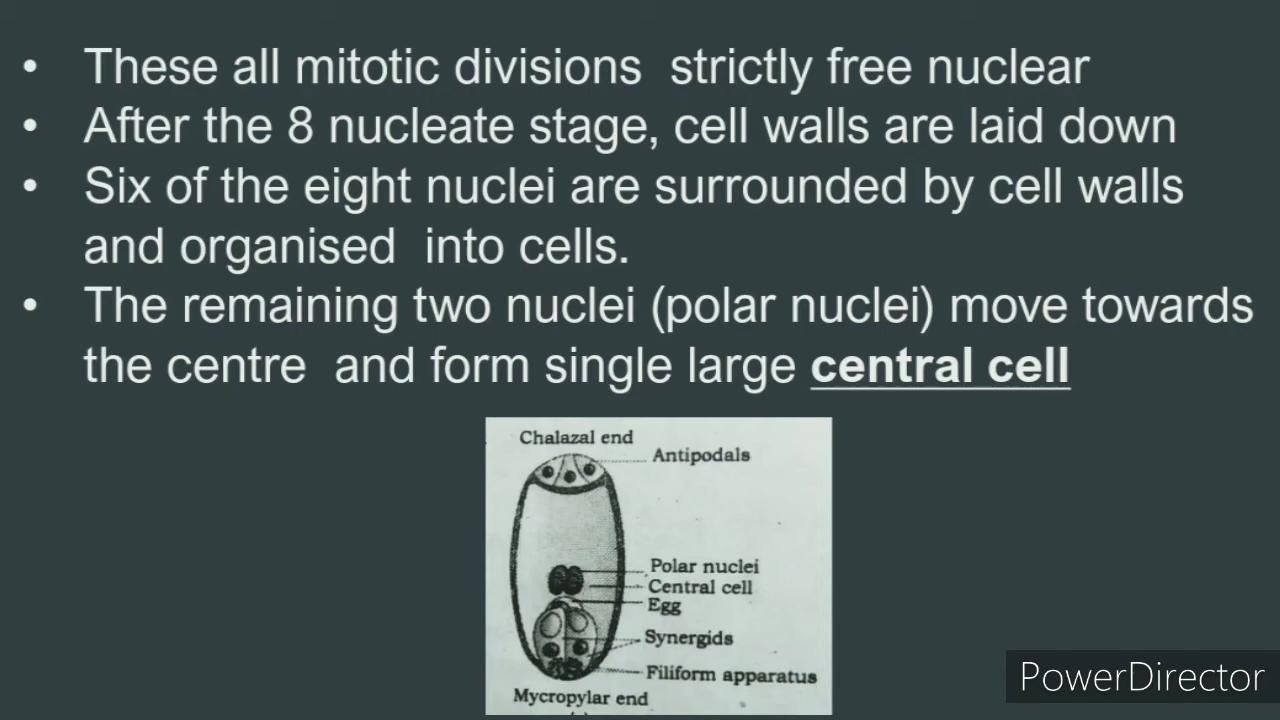 • These all mitotic divisions strictly free nuclear
• After the 8 nucleate stage, cell walls are laid down
• Six of the eight nuclei are surrounded by cell walls
and organised into cells.
• The remaining two nuclei (polar nuclei) move towards
the centre and form single large central cell
Chalazal end
Antipodals
Polar nuclei
Central cell
Egg
Synergids
Filiform apparatus
Mycropylar end
PowerDirector